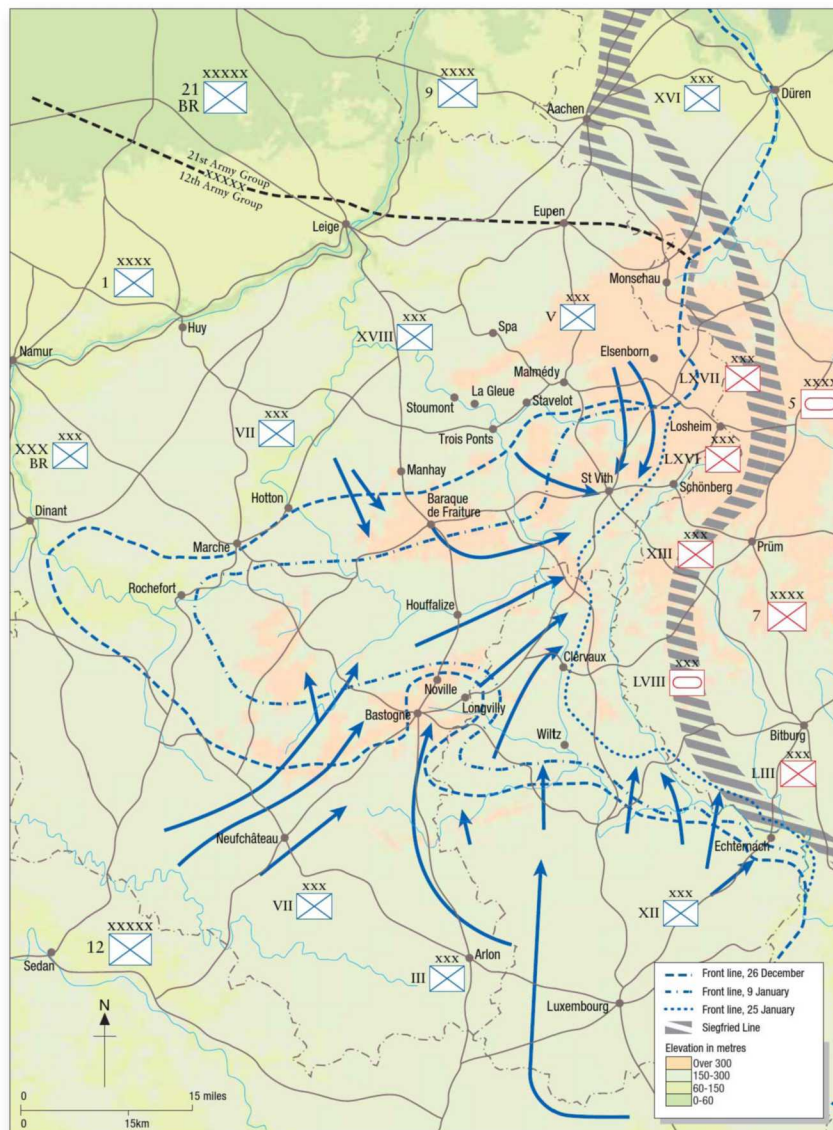 XXXXX
21
BR
XXXX
9
XXX
XVI
Düren
Aachen
21st Army Group
XXXXX
12th Army Group
Leige
Eupen
Monschau
XXXX
1
Huy
Namur
XXX
XVIII
Spa
XXX
V
Elsenborn
Malmédy
La Gleue
Stoumont
Stavelot
Trois Ponts
XXX
LXVII
XXXX
5
Losheim
XXX
LXVI
Schönberg
St Vith
XXX
XXX
BR
XXX
VII
Manhay
Hotton
Baraque
de Fraiture
Dinant
Marche
Rochefort
XXX
XIII
Prüm
XXXX
7
Houffalize
Clérvaux
XXX
LVIII
Noville
Longvilly
Bastogne
Wiltz
Bitburg
XXX
LIII
Neufchâteau
Echternach
XXX
VII
XXX
XII
XXXXX
12
Sedan
XXX
III
Arlon
Luxembourg
N
0 15 miles
0 15km
Front line, 26 December
Front line, 9 January
Front line, 25 January
Siegfried Line
Elevation in metres
Over 300
150-300
60-150
0-60